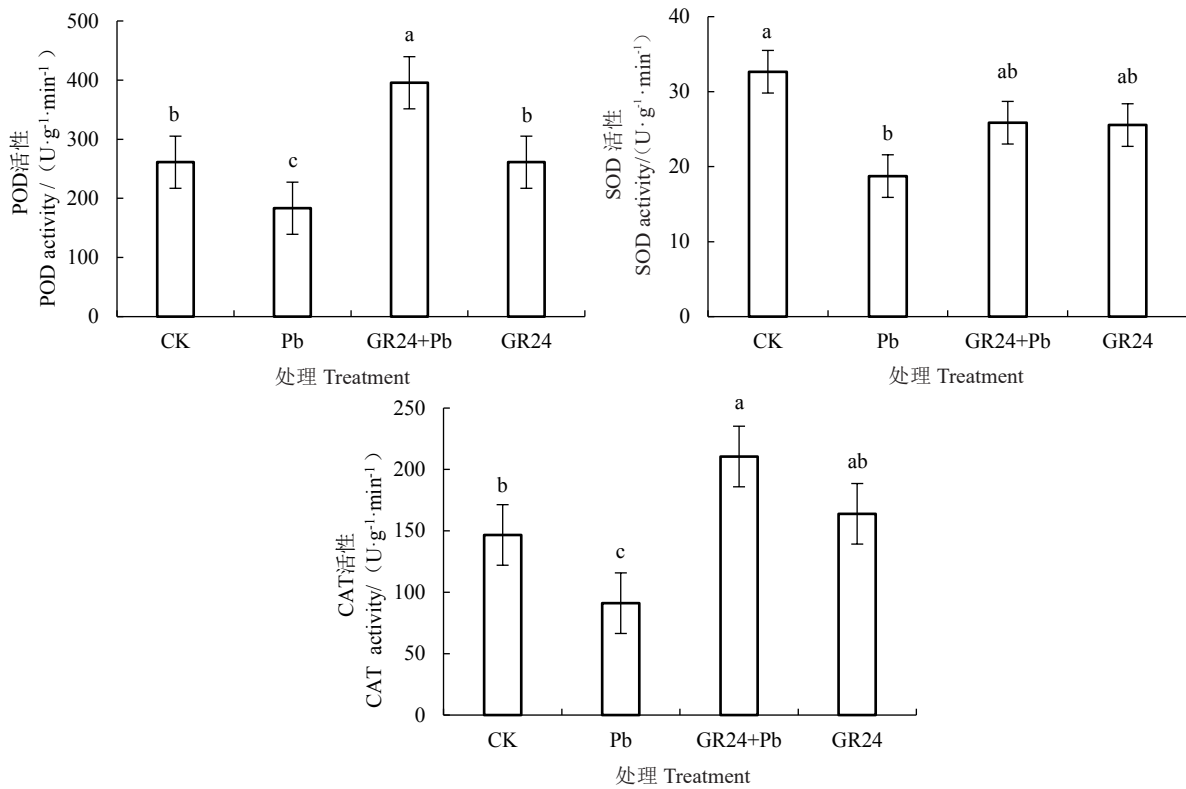 500
400
300
200
100
0
POD活性
POD activity /（U·g⁻¹·min⁻¹）
b
c
a
b
CK Pb GR24+Pb GR24
处理 Treatment
40
30
20
10
0
SOD 活性
SOD activity/（U·g⁻¹·min⁻¹）
a
b
ab
ab
CK Pb GR24+Pb GR24
处理 Treatment
250
200
150
100
50
0
CAT活性
CAT activity/（U·g⁻¹·min⁻¹）
b
c
a
ab
CK Pb GR24+Pb GR24
处理 Treatment